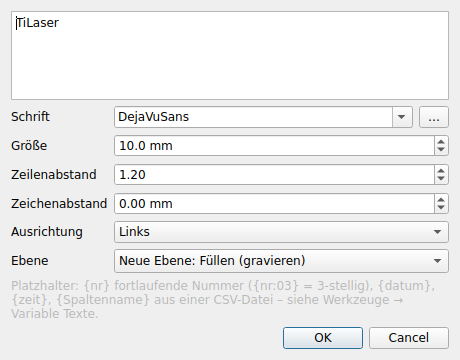 TiLaser
Schrift DejaVuSans ...
Größe 10.0 mm
Zeilenabstand 1.20
Zeichenabstand 0.00 mm
Ausrichtung Links
Ebene Neue Ebene: Füllen (gravieren)
Platzhalter: {nr} fortlaufende Nummer ({nr:03} = 3-stellig), {datum},
{zeit}, {Spaltenname} aus einer CSV-Datei – siehe Werkzeuge →
Variable Texte.
OK Cancel